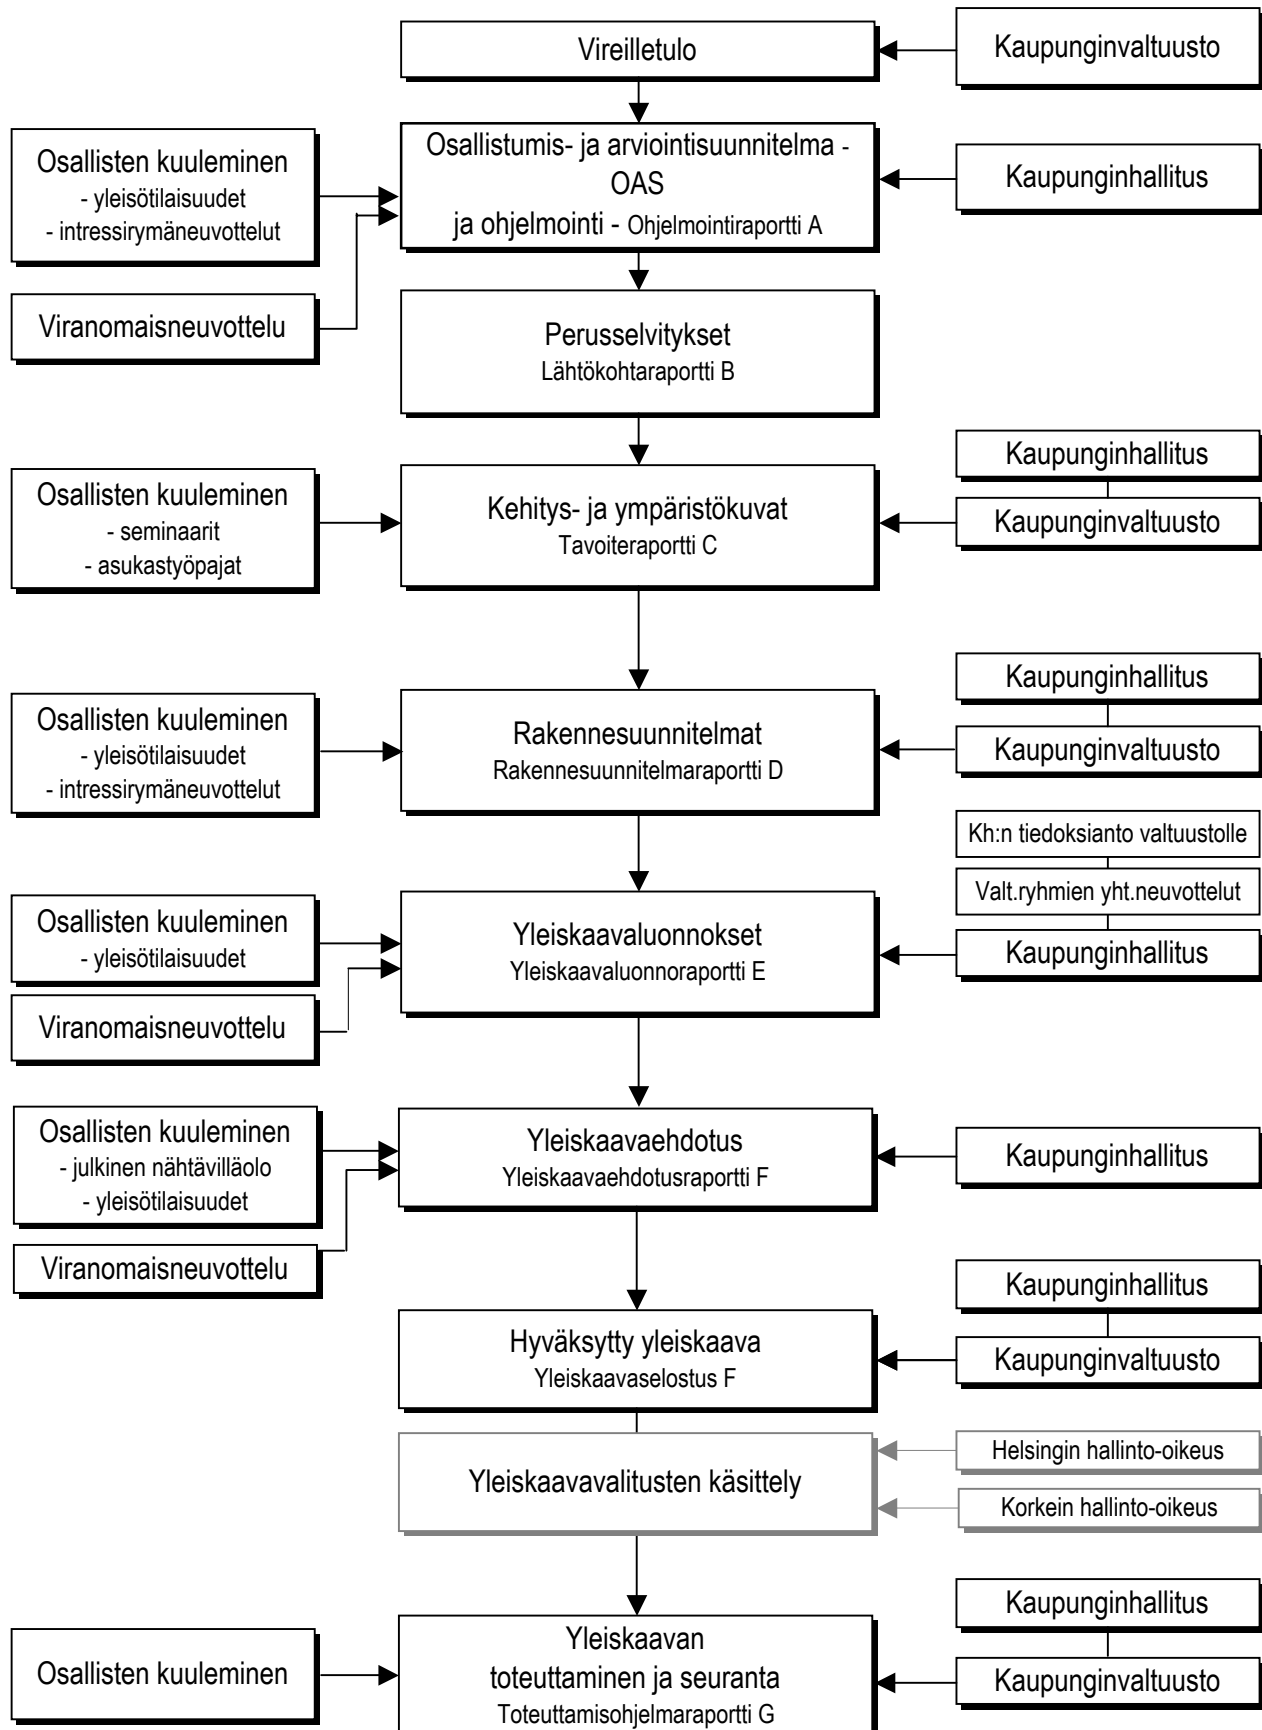 Vireilletulo
Kaupunginvaltuusto
Osallisten kuuleminen
- yleisötilaisuudet
- intressirymäneuvottelut
Osallistumis- ja arviointisuunnitelma -
OAS
ja ohjelmointi - Ohjelmointiraportti A
Kaupunginhallitus
Viranomaisneuvottelu
Perusselvitykset
Lähtökohtaraportti B
Osallisten kuuleminen
- seminaarit
- asukastyöpajat
Kehitys- ja ympäristökuvat
Tavoiteraportti C
Kaupunginhallitus
Kaupunginvaltuusto
Osallisten kuuleminen
- yleisötilaisuudet
- intressirymäneuvottelut
Rakennesuunnitelmat
Rakennesuunnitelmaraportti D
Kaupunginhallitus
Kaupunginvaltuusto
Osallisten kuuleminen
- yleisötilaisuudet
Viranomaisneuvottelu
Yleiskaavaluonnokset
Yleiskaavaluonnoraportti E
Kh:n tiedoksianto valtuustolle
Valt.ryhmien yht.neuvottelut
Kaupunginhallitus
Osallisten kuuleminen
- julkinen nähtävilläolo
- yleisötilaisuudet
Viranomaisneuvottelu
Yleiskaavaehdotus
Yleiskaavaehdotusraportti F
Kaupunginhallitus
Hyväksytty yleiskaava
Yleiskaavaselostus F
Kaupunginhallitus
Kaupunginvaltuusto
Yleiskaavavalitusten käsittely
Helsingin hallinto-oikeus
Korkein hallinto-oikeus
Osallisten kuuleminen
Yleiskaavan
toteuttaminen ja seuranta
Toteuttamisohjelmaraportti G
Kaupunginhallitus
Kaupunginvaltuusto